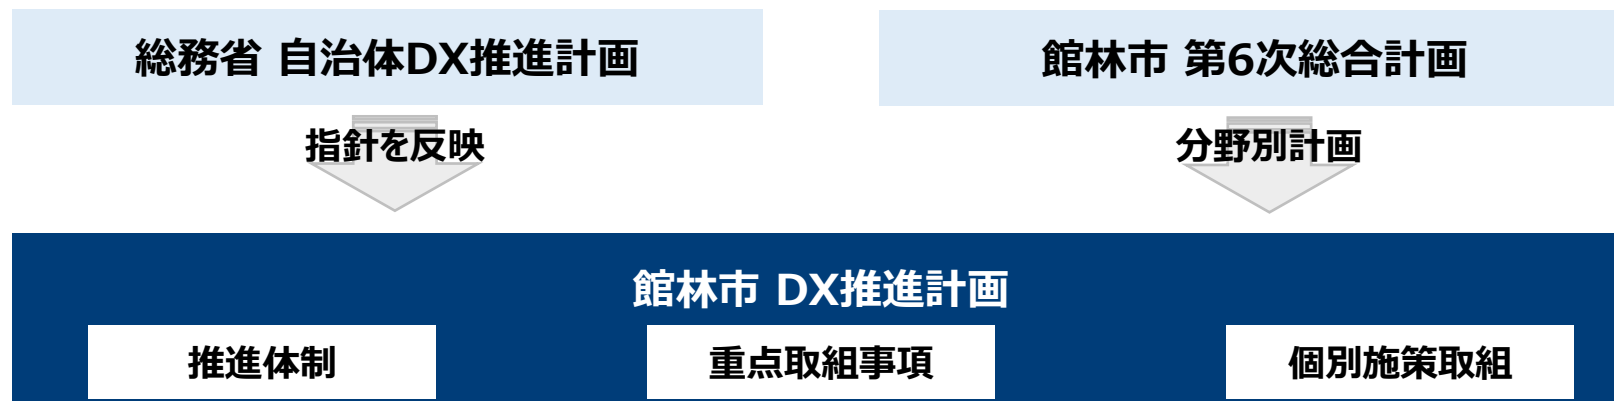 総務省 自治体DX推進計画
館林市 第6次総合計画
指針を反映
分野別計画
館林市 DX推進計画
推進体制
重点取組事項
個別施策取組